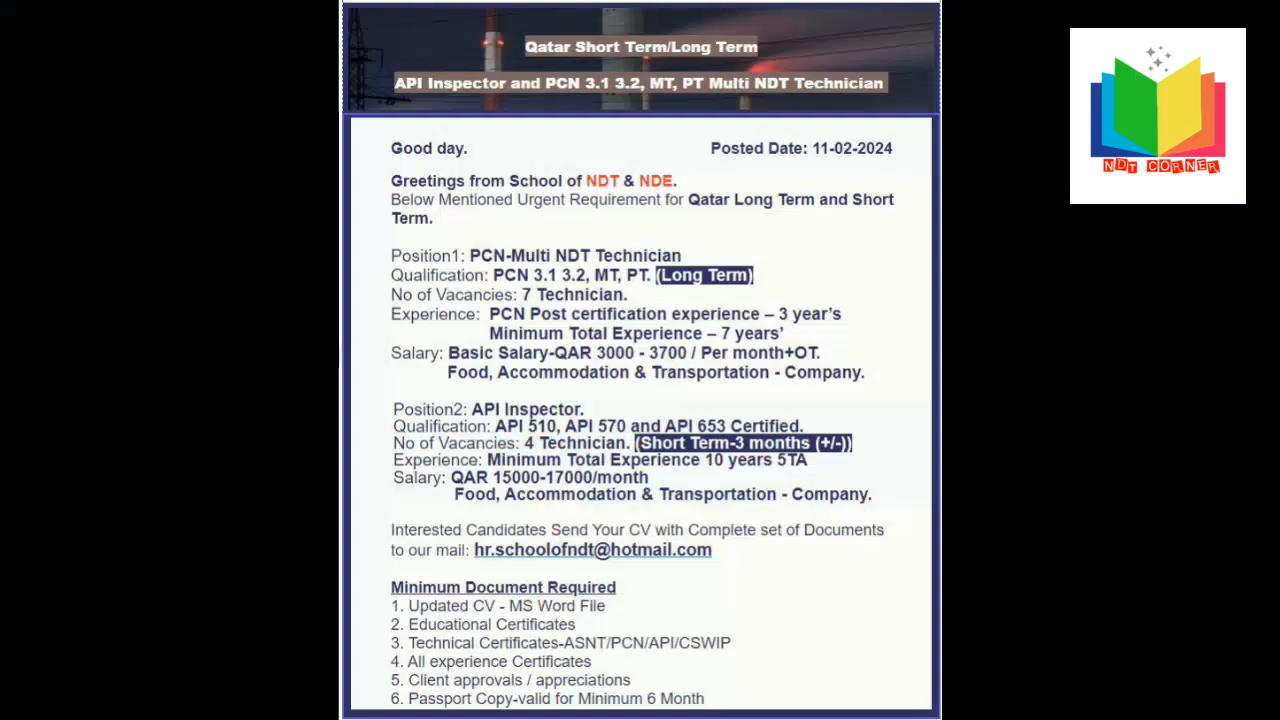 Qatar Short Term/Long Term
API Inspector and PCN 3.1 3.2, MT, PT Multi NDT Technician
NDT CORNER
Good day. Posted Date: 11-02-2024
Greetings from School of NDT & NDE.
Below Mentioned Urgent Requirement for Qatar Long Term and Short
Term.
Position1: PCN-Multi NDT Technician
Qualification: PCN 3.1 3.2, MT, PT. (Long Term)
No of Vacancies: 7 Technician.
Experience: PCN Post certification experience – 3 year’s
Minimum Total Experience – 7 years’
Salary: Basic Salary-QAR 3000 - 3700 / Per month+OT.
Food, Accommodation & Transportation - Company.
Position2: API Inspector.
Qualification: API 510, API 570 and API 653 Certified.
No of Vacancies: 4 Technician. (Short Term-3 months (+/-))
Experience: Minimum Total Experience 10 years 5TA
Salary: QAR 15000-17000/month
Food, Accommodation & Transportation - Company.
Interested Candidates Send Your CV with Complete set of Documents
to our mail: hr.schoolofndt@hotmail.com
Minimum Document Required
1. Updated CV - MS Word File
2. Educational Certificates
3. Technical Certificates-ASNT/PCN/API/CSWIP
4. All experience Certificates
5. Client approvals / appreciations
6. Passport Copy-valid for Minimum 6 Month